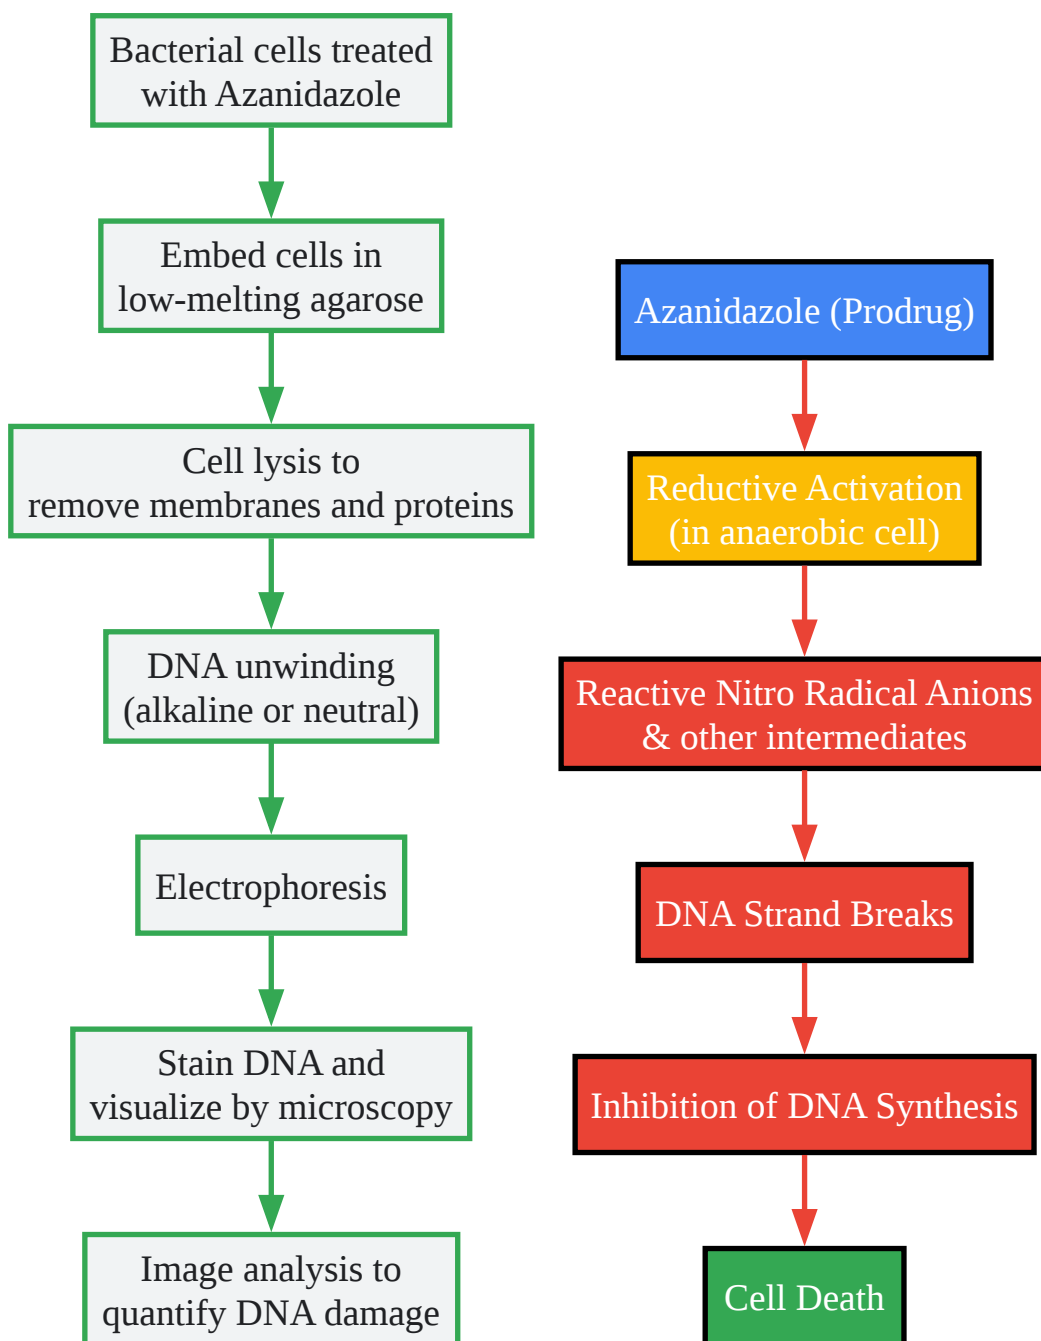 Bacterial cells treated
with Azanidazole
Embed cells in
low-melting agarose
Cell lysis to
remove membranes and proteins
DNA unwinding
(alkaline or neutral)
Electrophoresis
Stain DNA and
visualize by microscopy
Image analysis to
quantify DNA damage
Azanidazole (Prodrug)
Reductive Activation
(in anaerobic cell)
Reactive Nitro Radical Anions
& other intermediates
DNA Strand Breaks
Inhibition of DNA Synthesis
Cell Death